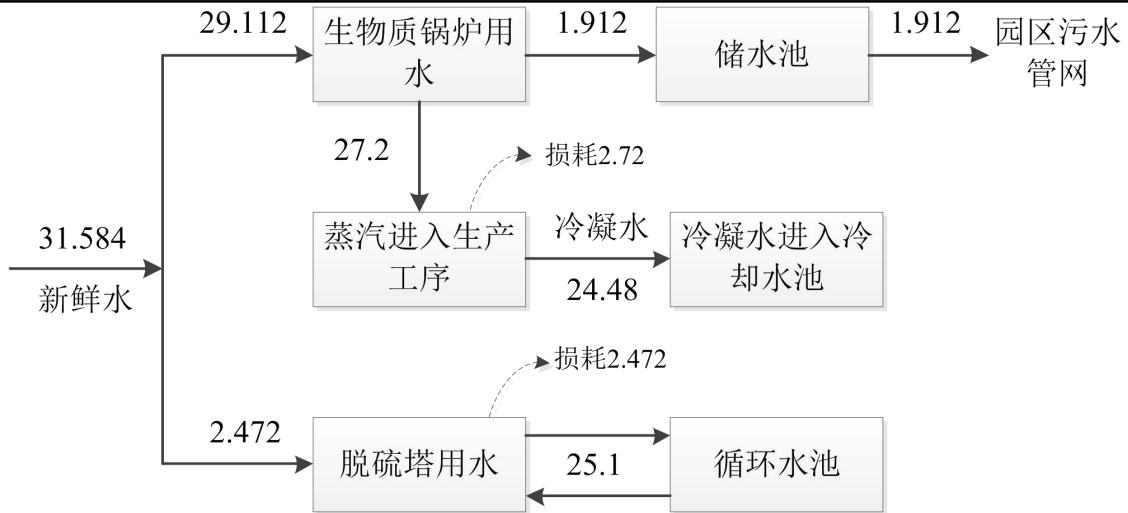 29.112
生物质锅炉用
水
1.912
储水池
1.912
园区污水
管网
27.2
损耗2.72
31.584
新鲜水
蒸汽进入生产
工序
冷凝水
24.48
冷凝水进入冷
却水池
损耗2.472
2.472
脱硫塔用水
25.1
循环水池